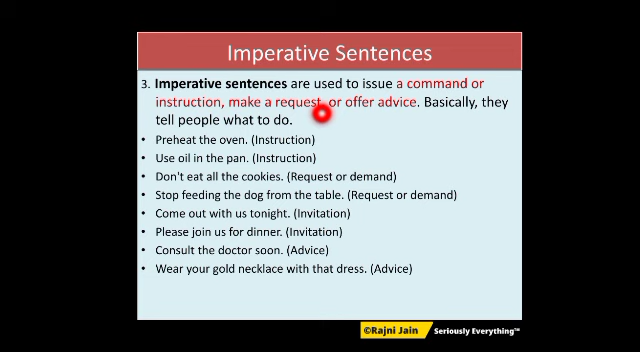 Imperative Sentences
3. Imperative sentences are used to issue a command or
instruction, make a request, or offer advice. Basically, they
tell people what to do.
• Preheat the oven. (Instruction)
• Use oil in the pan. (Instruction)
• Don't eat all the cookies. (Request or demand)
• Stop feeding the dog from the table. (Request or demand)
• Come out with us tonight. (Invitation)
• Please join us for dinner. (Invitation)
• Consult the doctor soon. (Advice)
• Wear your gold necklace with that dress. (Advice)
©Rajni Jain Seriously Everything™